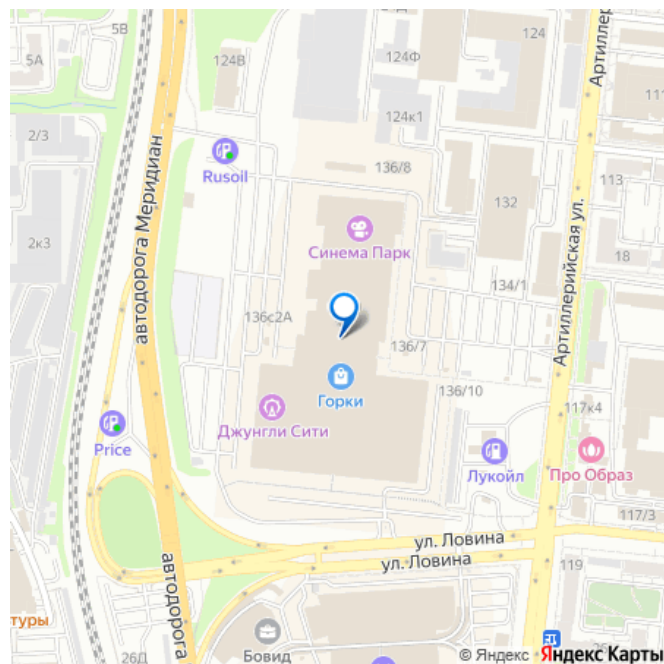 5В
5А
124В
124Ф
124
Артиллер
2/3
124к1
11
Rusoil
136/8
113
132
2к3
автодорога Меридиан
Синема Парк
18
134/1
136с2А
136/7
Артиллерийская ул.
Горки
136/10
Джунгли Сити
117к4
Price
Лукойл
Про Образ
117/3
ул. Ловина
ул. Ловина
автодорога
119
туры
26Д
Бовид
© Яндекс Яндекс Карты